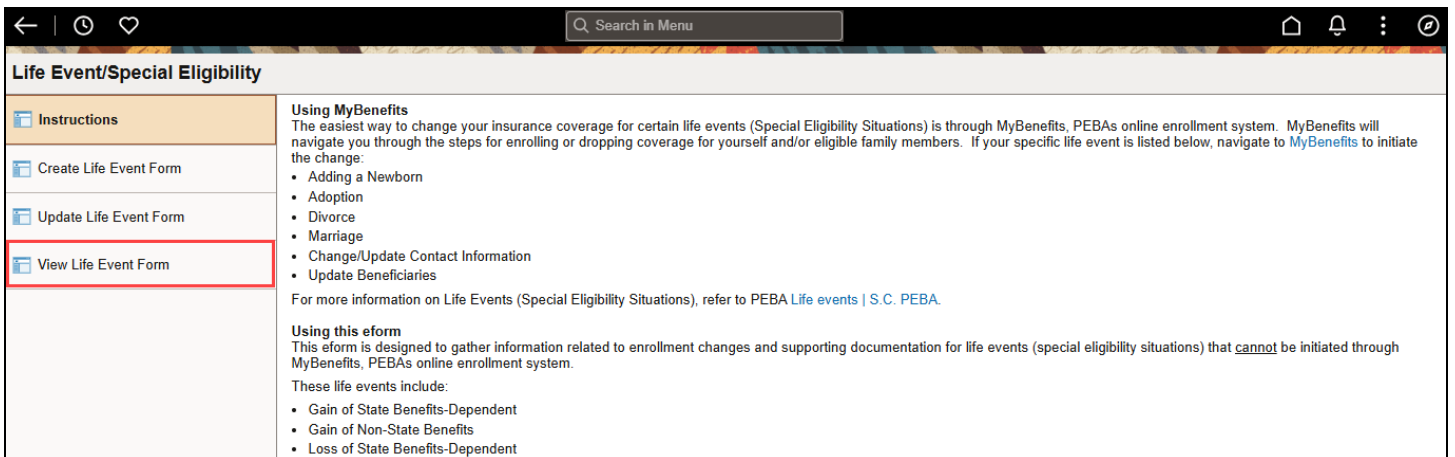 Search in Menu
Life Event/Special Eligibility
Instructions
Create Life Event Form
Update Life Event Form
View Life Event Form
Using MyBenefits
The easiest way to change your insurance coverage for certain life events (Special Eligibility Situations) is through MyBenefits, PEBAs online enrollment system. MyBenefits will
navigate you through the steps for enrolling or dropping coverage for yourself and/or eligible family members. If your specific life event is listed below, navigate to MyBenefits to initiate
the change:
• Adding a Newborn
• Adoption
• Divorce
• Marriage
• Change/Update Contact Information
• Update Beneficiaries
For more information on Life Events (Special Eligibility Situations), refer to PEBA Life events | S.C. PEBA.
Using this eform
This eform is designed to gather information related to enrollment changes and supporting documentation for life events (special eligibility situations) that cannot be initiated through
MyBenefits, PEBAs online enrollment system.
These life events include:
• Gain of State Benefits-Dependent
• Gain of Non-State Benefits
• Loss of State Benefits-Dependent